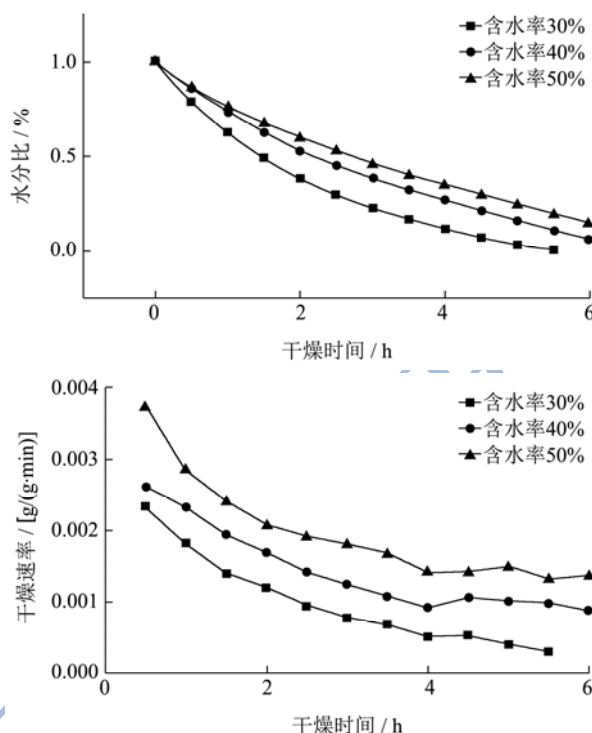 含水率30%
含水率40%
含水率50%
1.0
0.5
0.0
水分比 / %
0
2
4
6
干燥时间 / h
0.004
0.003
0.002
0.001
0.000
干燥速率 / [g/(g·min)]
含水率30%
含水率40%
含水率50%
0
2
4
6
干燥时间 / h